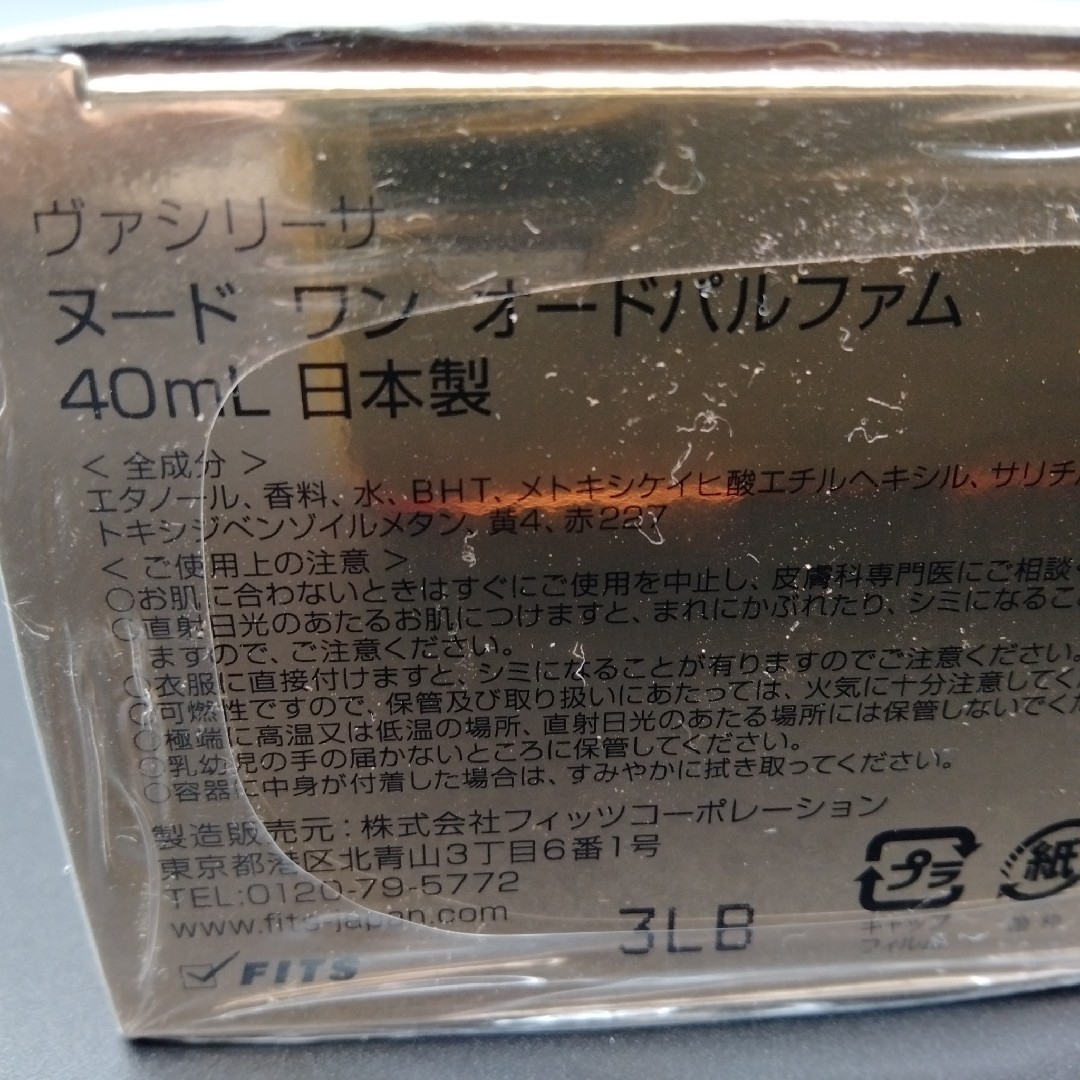 ヴァシリーサ
ヌード ワン オードパルファム
40mL 日本製
< 全成分 >
エタノール、香料、水、BHT、メトキシケイヒ酸エチルヘキシル、サリチル
トキシジベンゾイルメタン、黄4、赤227
< ご使用上の注意 >
○お肌に合わないときはすぐにご使用を中止し、皮膚科専門医にご相談
○直射日光のあたるお肌につけますと、まれにかぶれたり、シミになるこ
ますので、ご注意ください。
○衣服に直接付けますと、シミになることが有りますのでご注意ください。
○可燃性ですので、保管及び取り扱いにあたっては、火気に十分注意してく
○極端に高温又は低温の場所、直射日光のあたる場所には保管しないでくだ
○乳幼児の手の届かないところに保管してください。
○容器に中身が付着した場合は、すみやかに拭き取ってください。
製造販売元：株式会社フィッツコーポレーション
東京都港区北青山3丁目6番1号
TEL:0120-79-5772
www.fits-japan.com
FITS
3LB
プラ
キャップ
フィルム
紙